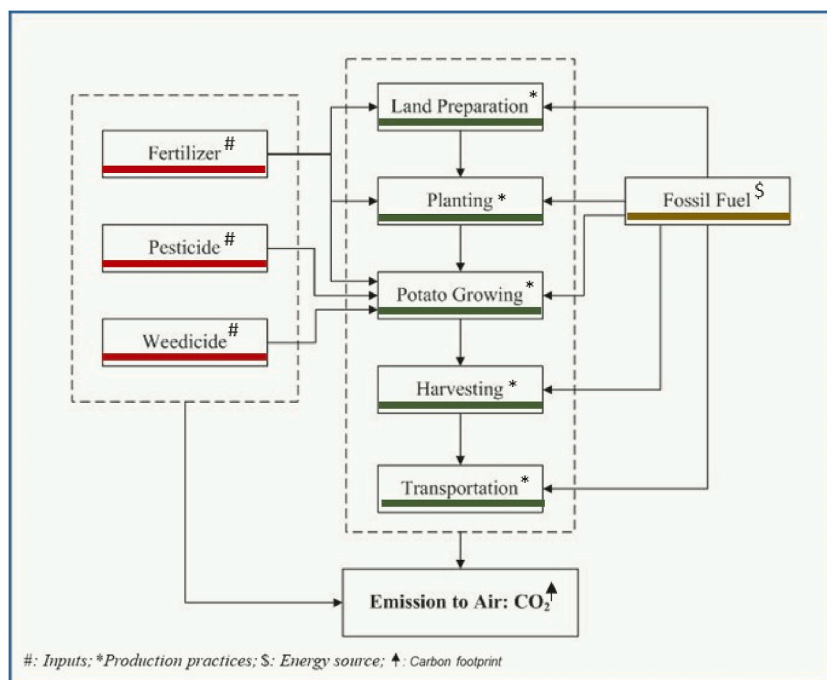 Land Preparation *
Fertilizer #
Planting *
Fossil Fuel $
Pesticide #
Potato Growing *
Weedicide #
Harvesting *
Transportation *
Emission to Air: CO₂
#: Inputs; *Production practices; $: Energy source; ↑: Carbon footprint